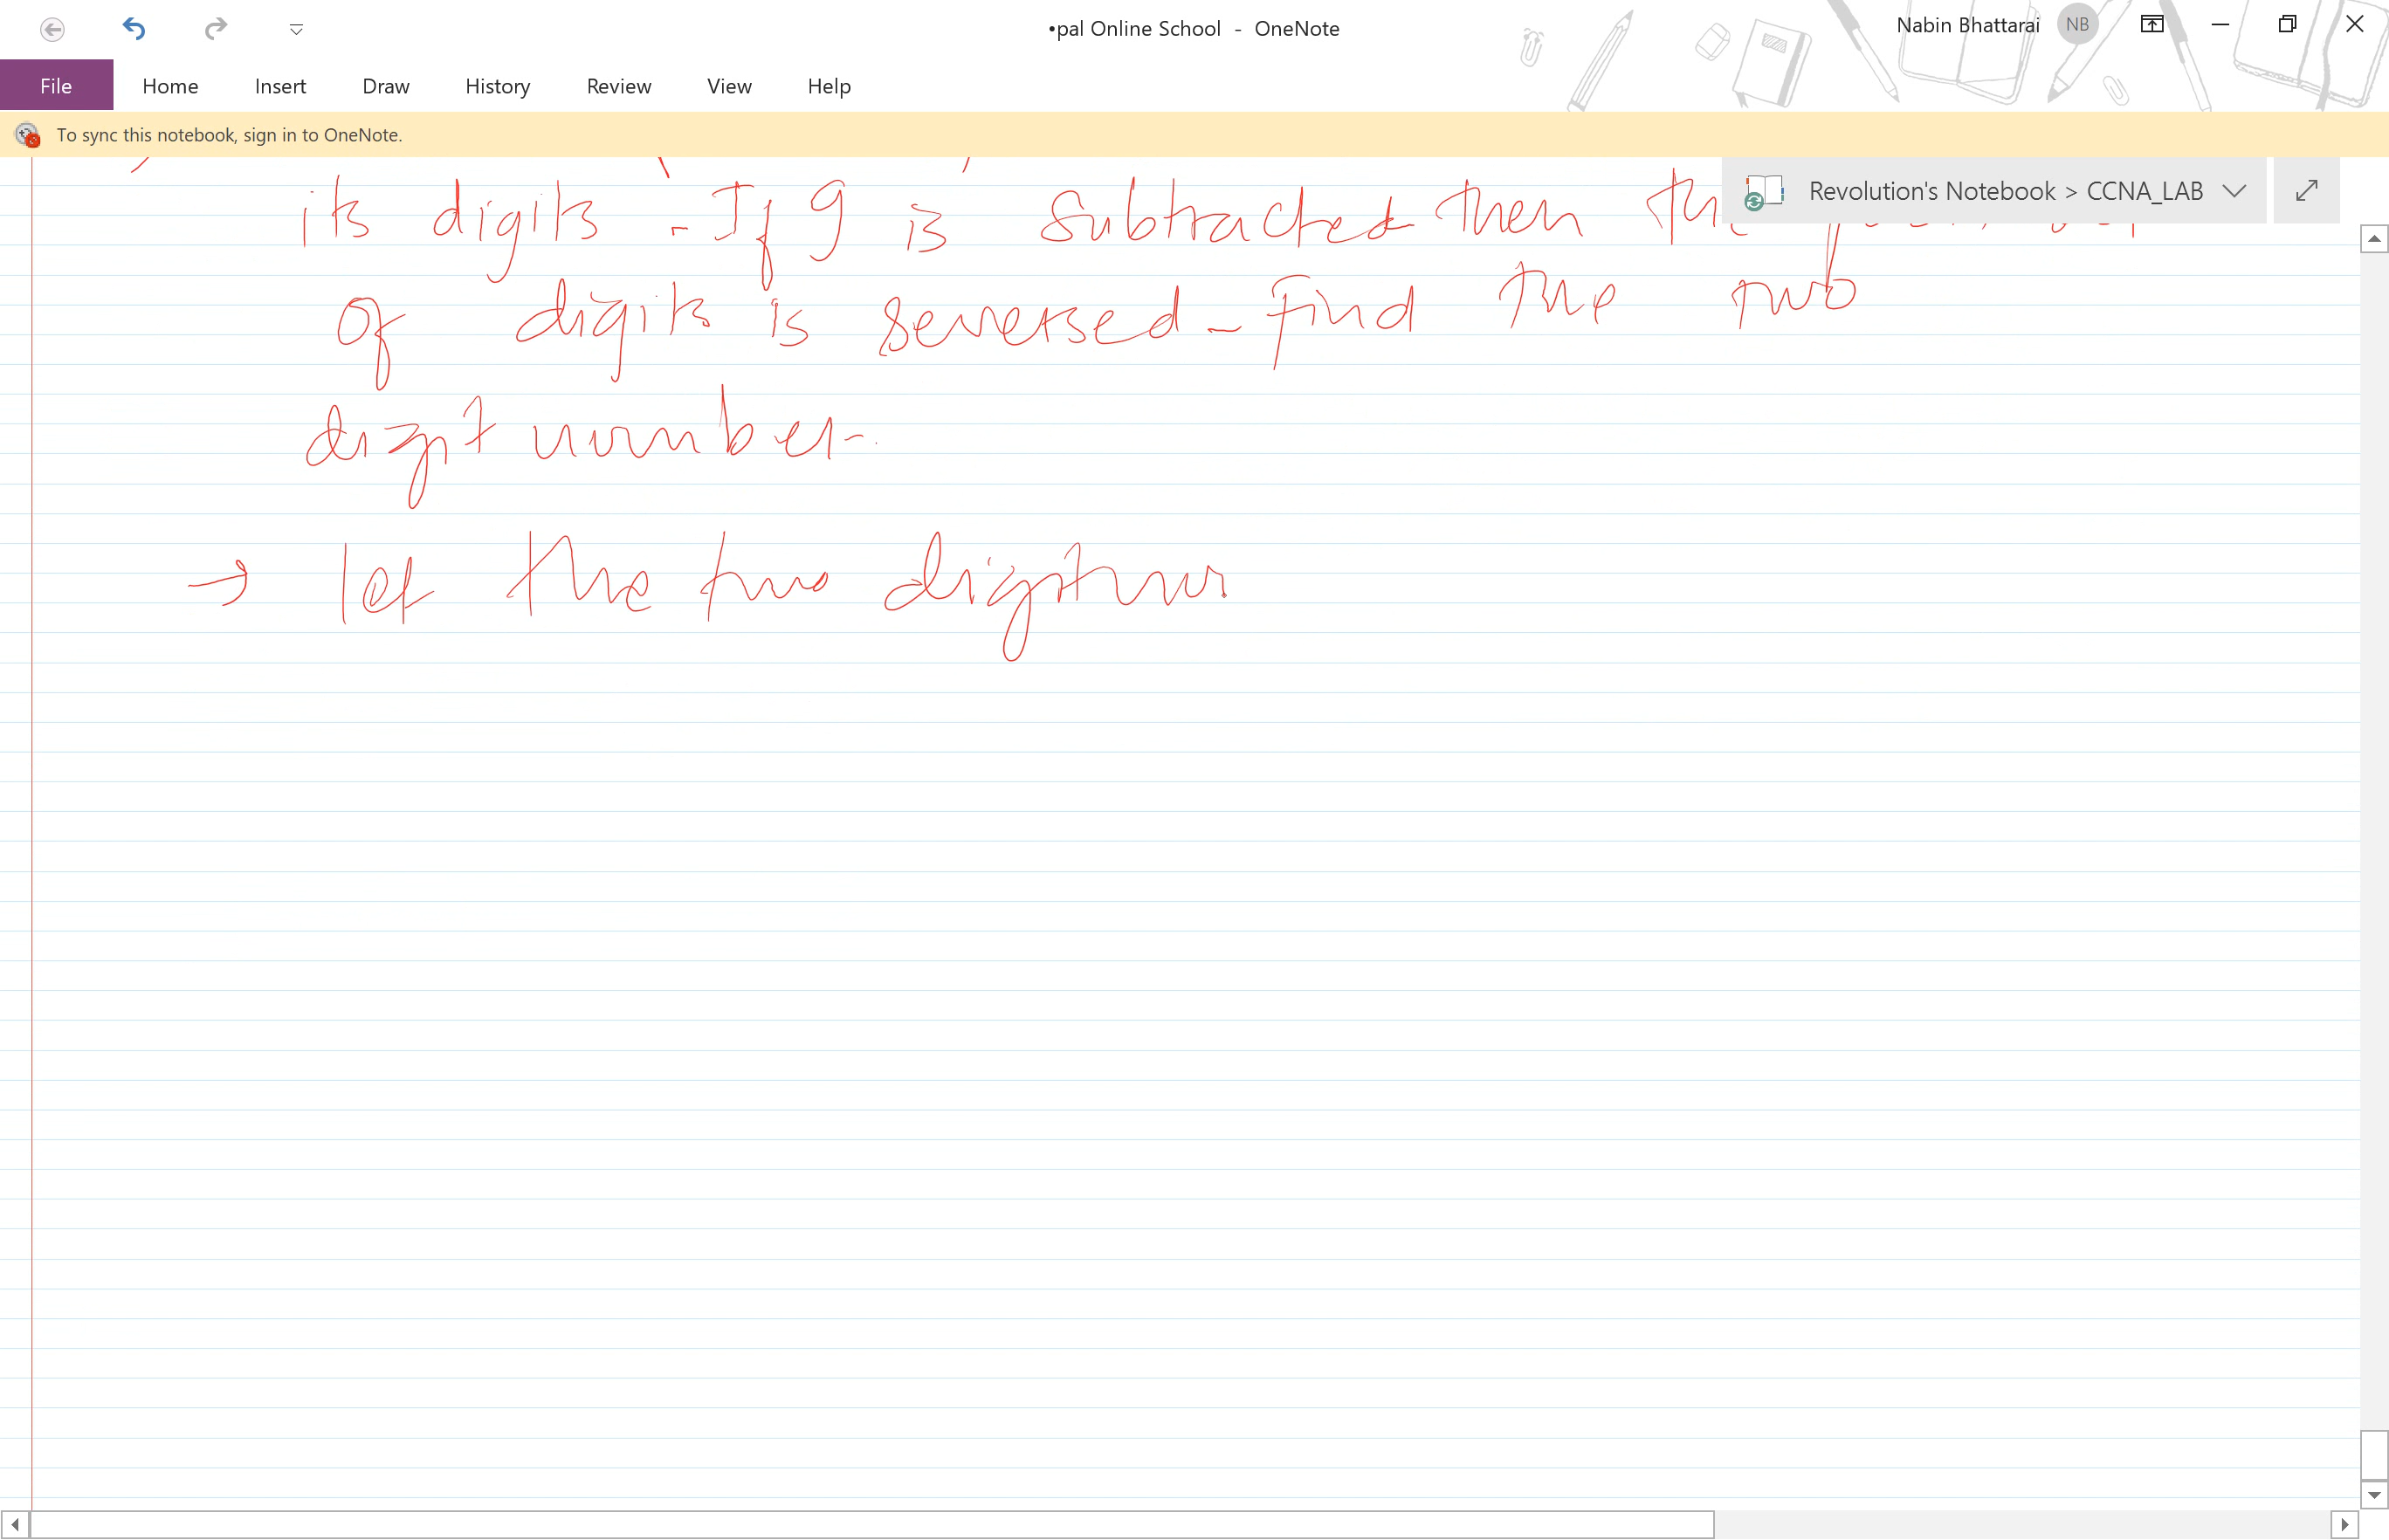 •pal Online School - OneNote
Nabin Bhattarai NB
File Home Insert Draw History Review View Help
To sync this notebook, sign in to OneNote.
Revolution's Notebook > CCNA_LAB
its digits. If 9 is subtracted then the
of digits is reversed. Find the two
digit number.
→ let the two digit